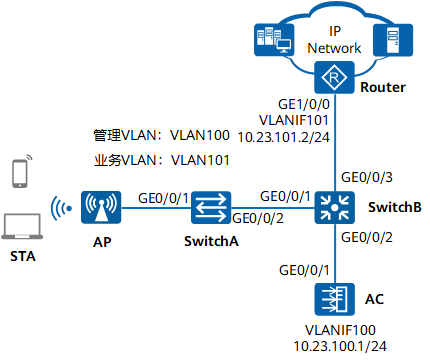 IP
Network
Router
GE1/0/0
VLANIF101
10.23.101.2/24
管理VLAN：VLAN100
业务VLAN：VLAN101
GE0/0/3
GE0/0/1
GE0/0/1
SwitchB
GE0/0/2
GE0/0/2
AP
SwitchA
STA
GE0/0/1
AC
VLANIF100
10.23.100.1/24